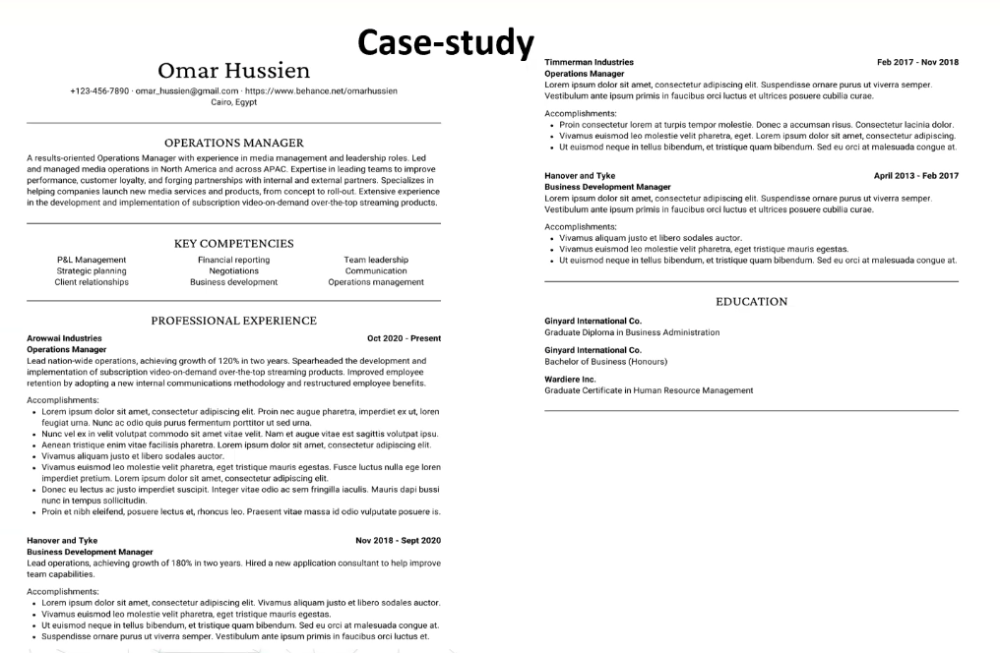 Case-study
Omar Hussien
+123-456-7890 · omar_hussien@gmail.com · https://www.behance.net/omarhussien
Cairo, Egypt
OPERATIONS MANAGER
A results-oriented Operations Manager with experience in media management and leadership roles. Led
and managed media operations in North America and across APAC. Expertise in leading teams to improve
performance, customer loyalty, and forging partnerships with internal and external partners. Specializes in
helping companies launch new media services and products, from concept to roll-out. Extensive experience
in the development and implementation of subscription video-on-demand over-the-top streaming products.
KEY COMPETENCIES
P&L Management
Strategic planning
Client relationships
Financial reporting
Negotiations
Business development
Team leadership
Communication
Operations management
PROFESSIONAL EXPERIENCE
Arowwai Industries Oct 2020 - Present
Operations Manager
Lead nation-wide operations, achieving growth of 120% in two years. Spearheaded the development and
implementation of subscription video-on-demand over-the-top streaming products. Improved employee
retention by adopting a new internal communications methodology and restructured employee benefits.
Accomplishments:
• Lorem ipsum dolor sit amet, consectetur adipiscing elit. Proin nec augue pharetra, imperdiet ex ut, loren
feugiat urna. Nunc ac odio quis purus fermentum porttitor ut sed urna.
• Nunc vel ex in velit volutpat commodo sit amet vitae velit. Nam et augue vitae est sagittis volutpat ipsu.
• Aenean tristique enim vitae facilisis pharetra. Lorem ipsum dolor sit amet, consectetur adipiscing elit.
• Vivamus aliquam justo et libero sodales auctor.
• Vivamus euismod leo molestie velit pharetra, eget tristique mauris egestas. Fusce luctus nulla ege loren
imperdiet pretium. Lorem ipsum dolor sit amet, consectetur adipiscing elit.
• Donec eu lectus ac justo imperdiet suscipit. Integer vitae odio ac sem fringilla iaculis. Mauris dapi bussi
nunc in tempus sollicitudin.
• Proin et nibh eleifend, posuere lectus et, rhoncus leo. Praesent vitae massa id odio vulputate posuere is.
Hanover and Tyke Nov 2018 - Sept 2020
Business Development Manager
Lead operations, achieving growth of 180% in two years. Hired a new application consultant to help improve
team capabilities.
Accomplishments:
• Lorem ipsum dolor sit amet, consectetur adipiscing elit. Vivamus aliquam justo et libero sodales auctor.
• Vivamus euismod leo molestie velit pharetra, eget tristique mauris egestas.
• Ut euismod neque in tellus bibendum, et tristique quam bibendum. Sed eu orci at malesuada congue at.
• Suspendisse ornare purus ut viverra semper. Vestibulum ante ipsum primis in faucibus orci luctus et.
Timmerman Industries Feb 2017 - Nov 2018
Operations Manager
Lorem ipsum dolor sit amet, consectetur adipiscing elit. Suspendisse ornare purus ut viverra semper.
Vestibulum ante ipsum primis in faucibus orci luctus et ultrices posuere cubilia curae.
Accomplishments:
• Proin consectetur lorem at turpis tempor molestie. Donec a accumsan risus. Consectetur lacinia dolor.
• Vivamus euismod leo molestie velit pharetra, eget. Lorem ipsum dolor sit amet, consectetur adipiscing.
• Ut euismod neque in tellus bibendum, et tristique quam bibendum. Sed eu orci at malesuada congue at.
Hanover and Tyke April 2013 - Feb 2017
Business Development Manager
Lorem ipsum dolor sit amet, consectetur adipiscing elit. Suspendisse ornare purus ut viverra semper.
Vestibulum ante ipsum primis in faucibus orci luctus et ultrices posuere cubilia curae.
Accomplishments:
• Vivamus aliquam justo et libero sodales auctor.
• Vivamus euismod leo molestie velit pharetra, eget tristique mauris egestas.
• Ut euismod neque in tellus bibendum, et tristique quam bibendum. Sed eu orci at malesuada congue at.
EDUCATION
Ginyard International Co.
Graduate Diploma in Business Administration
Ginyard International Co.
Bachelor of Business (Honours)
Wardiere Inc.
Graduate Certificate in Human Resource Management